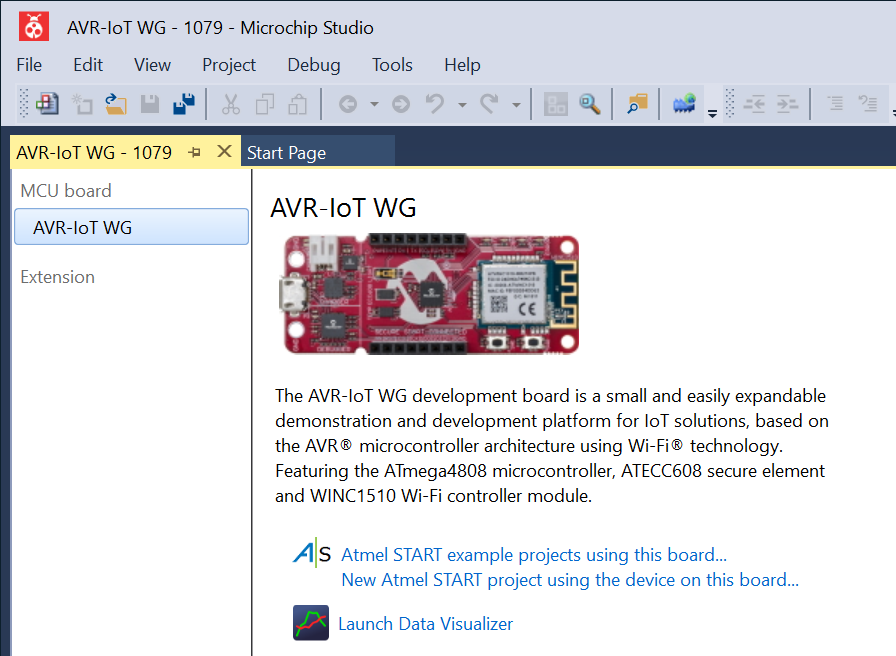 AVR-IoT WG - 1079 - Microchip Studio
File Edit View Project Debug Tools Help
AVR-IoT WG - 1079 Start Page
MCU board
AVR-IoT WG
Extension
AVR-IoT WG
SECURE SMART CONNECTED
DEBUGGER
The AVR-IoT WG development board is a small and easily expandable
demonstration and development platform for IoT solutions, based on
the AVR® microcontroller architecture using Wi-Fi® technology.
Featuring the ATmega4808 microcontroller, ATECC608 secure element
and WINC1510 Wi-Fi controller module.
AS Atmel START example projects using this board...
New Atmel START project using the device on this board...
Launch Data Visualizer